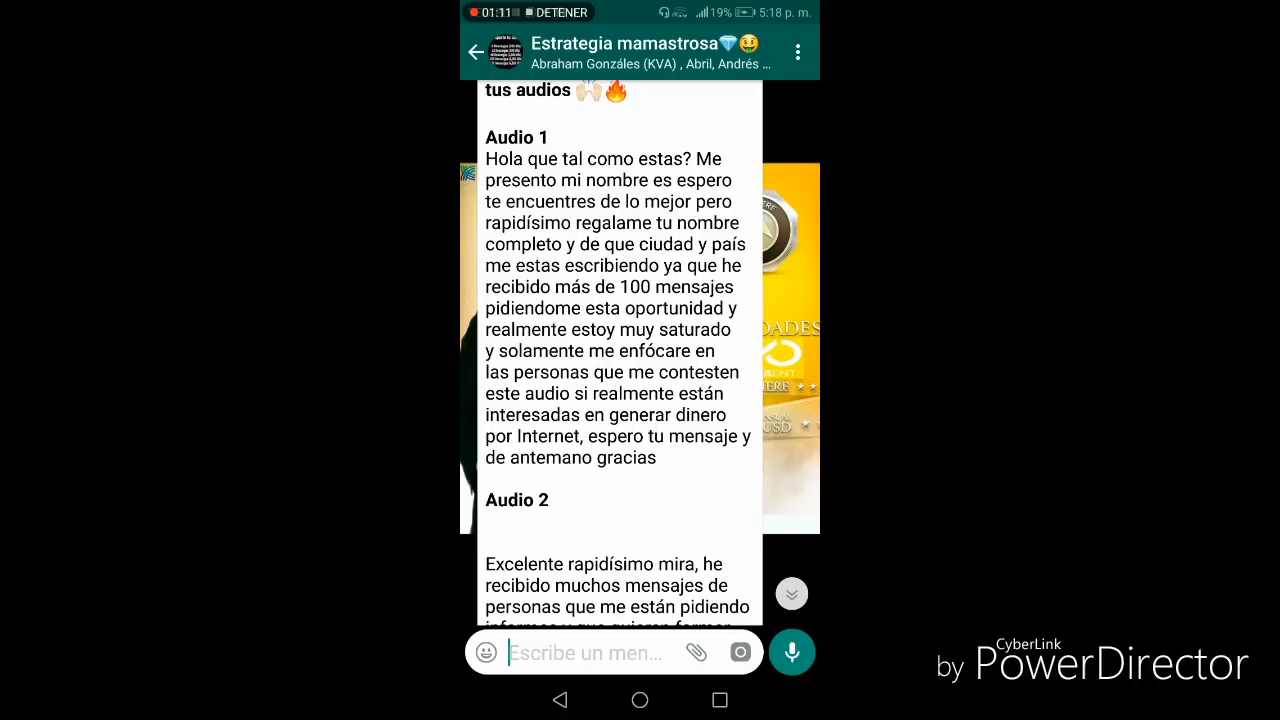 01:11 DETENER 19% 5:18 p. m.
Estrategia mamastrosa💎🤑
Abraham Gonzáles (KVA) , Abril, Andrés ...
tus audios 🙌🏻🔥
Audio 1
Hola que tal como estas? Me
presento mi nombre es espero
te encuentres de lo mejor pero
rapidísimo regalame tu nombre
completo y de que ciudad y país
me estas escribiendo ya que he
recibido más de 100 mensajes
pidiendome esta oportunidad y
realmente estoy muy saturado
y solamente me enfócare en
las personas que me contesten
este audio si realmente están
interesadas en generar dinero
por Internet, espero tu mensaje y
de antemano gracias
Audio 2
Excelente rapidísimo mira, he
recibido muchos mensajes de
personas que me están pidiendo
Escribe un men...
DADES
CyberLink
by PowerDirector